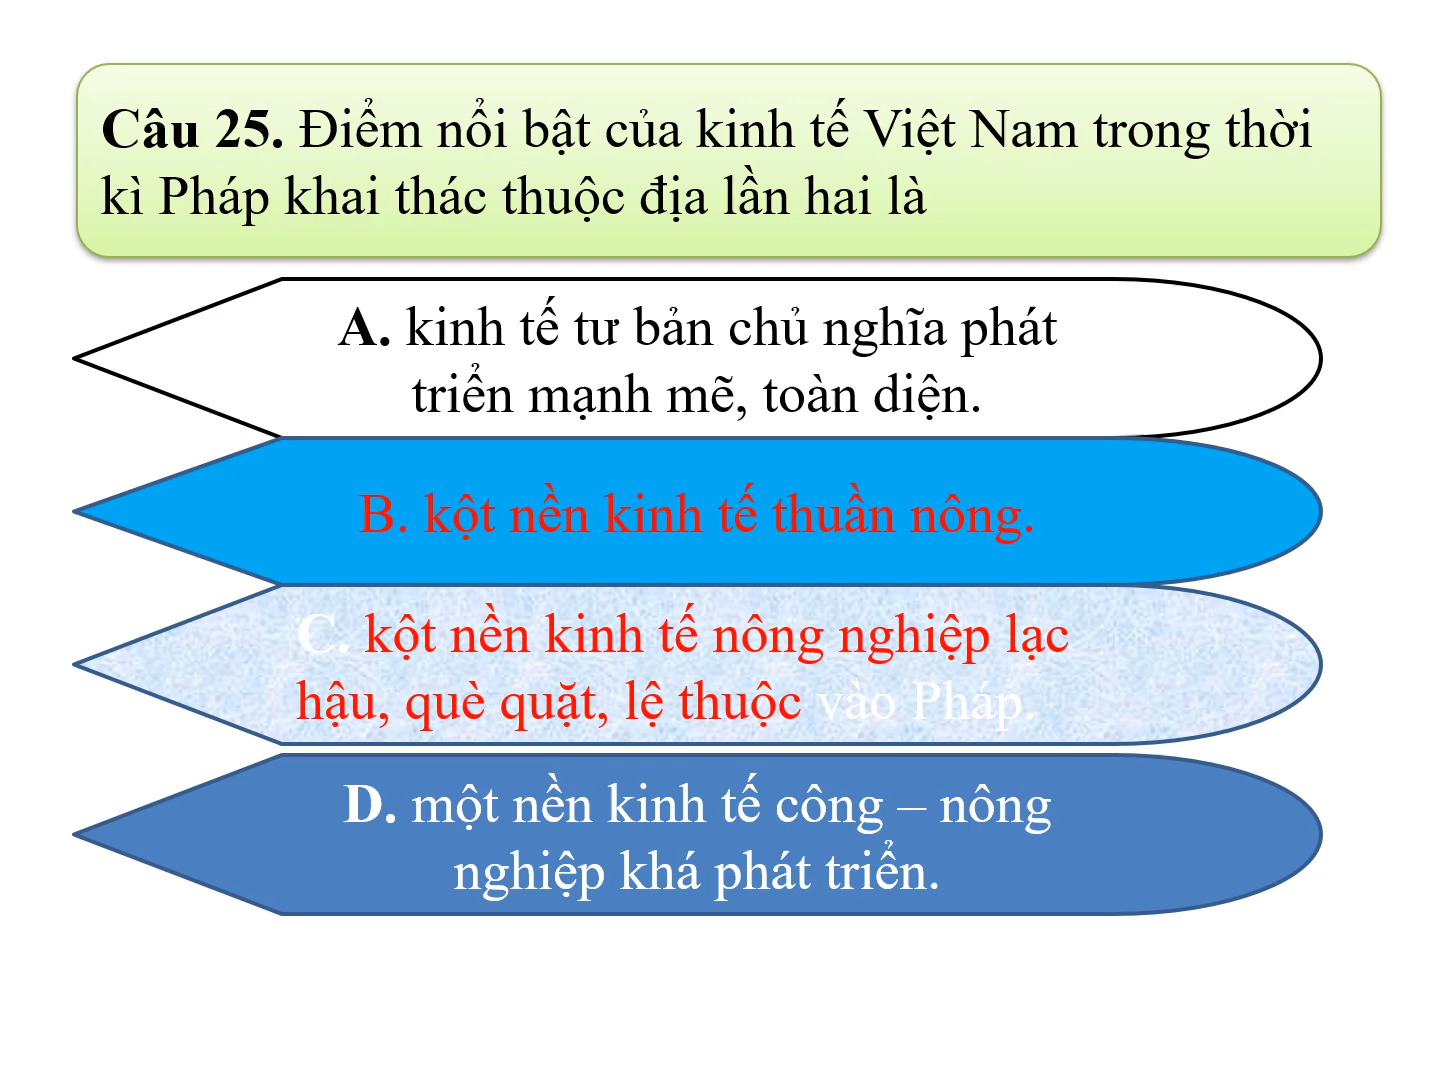 Câu 25. Điểm nổi bật của kinh tế Việt Nam trong thời
kì Pháp khai thác thuộc địa lần hai là
A. kinh tế tư bản chủ nghĩa phát
triển mạnh mẽ, toàn diện.
B. kột nền kinh tế thuần nông.
C. kột nền kinh tế nông nghiệp lạc
hậu, què quặt, lệ thuộc vào Pháp.
D. một nền kinh tế công – nông
nghiệp khá phát triển.